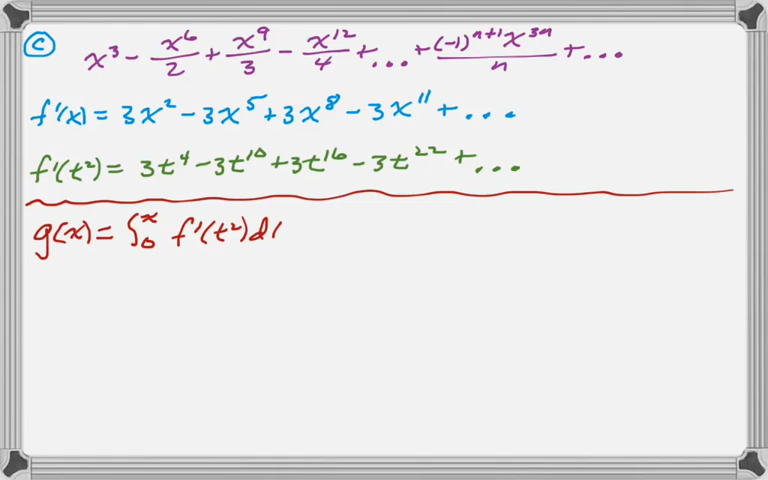 ⓒ x³ − x⁶/2 + x⁹/3 − x¹²/4 + ... + (-1)ⁿ⁺¹x³ⁿ/n + ...
f'(x) = 3x² − 3x⁵ + 3x⁸ − 3x¹¹ + ...
f'(t²) = 3t⁴ − 3t¹⁰ + 3t¹⁶ − 3t²² + ...
g(x) = ∫₀ˣ f'(t²)d